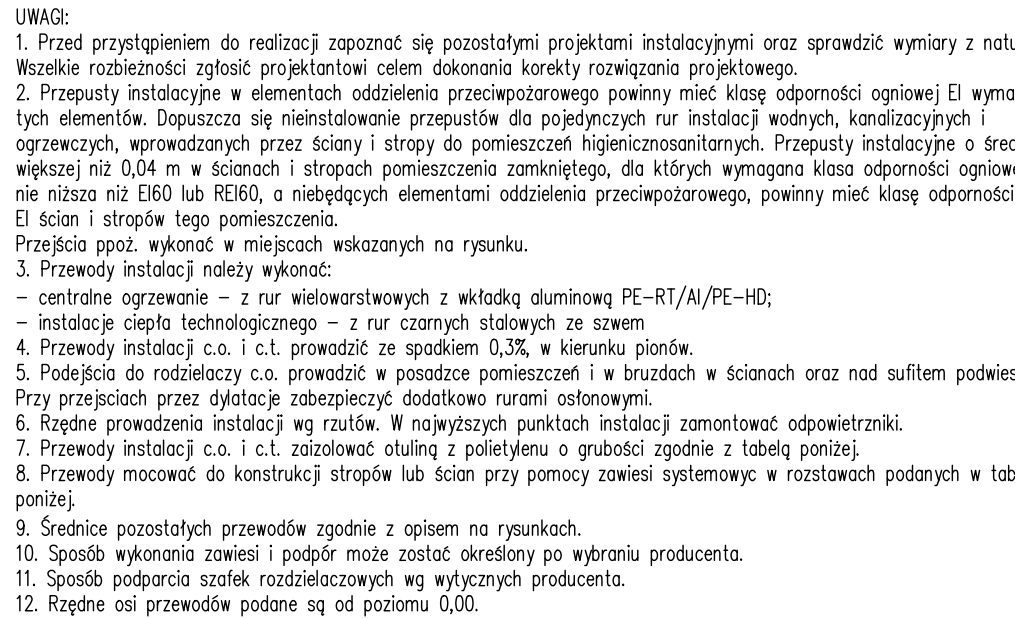 UWAGI:
1. Przed przystąpieniem do realizacji zapoznać się pozostałymi projektami instalacyjnymi oraz sprawdzić wymiary z natu
Wszelkie rozbieżności zgłosić projektantowi celem dokonania korekty rozwiązania projektowego.
2. Przepusty instalacyjne w elementach oddzielenia przeciwpożarowego powinny mieć klasę odporności ogniowej EI wyma
tych elementów. Dopuszcza się nieinstalowanie przepustów dla pojedynczych rur instalacji wodnych, kanalizacyjnych i
ogrzewczych, wprowadzanych przez ściany i stropy do pomieszczeń higienicznosanitarnych. Przepusty instalacyjne o śred
większej niż 0,04 m w ścianach i stropach pomieszczenia zamkniętego, dla których wymagana klasa odporności ogniowe
nie niższa niż EI60 lub REI60, a niebędących elementami oddzielenia przeciwpożarowego, powinny mieć klasę odporności
EI ścian i stropów tego pomieszczenia.
Przejścia ppoż. wykonać w miejscach wskazanych na rysunku.
3. Przewody instalacji należy wykonać:
– centralne ogrzewanie – z rur wielowarstwowych z wkładką aluminową PE–RT/Al/PE–HD;
– instalacje ciepła technologicznego – z rur czarnych stalowych ze szwem
4. Przewody instalacji c.o. i c.t. prowadzić ze spadkiem 0,3%, w kierunku pionów.
5. Podejścia do rodzielaczy c.o. prowadzić w posadzce pomieszczeń i w bruzdach w ścianach oraz nad sufitem podwies
Przy przejsciach przez dylatacje zabezpieczyć dodatkowo rurami osłonowymi.
6. Rzędne prowadzenia instalacji wg rzutów. W najwyższych punktach instalacji zamontować odpowietrzniki.
7. Przewody instalacji c.o. i c.t. zaizolować otuliną z polietylenu o grubości zgodnie z tabelą poniżej.
8. Przewody mocować do konstrukcji stropów lub ścian przy pomocy zawiesi systemowyc w rozstawach podanych w tab
poniżej.
9. Średnice pozostałych przewodów zgodnie z opisem na rysunkach.
10. Sposób wykonania zawiesi i podpór może zostać określony po wybraniu producenta.
11. Sposób podparcia szafek rozdzielaczowych wg wytycznych producenta.
12. Rzędne osi przewodów podane są od poziomu 0,00.